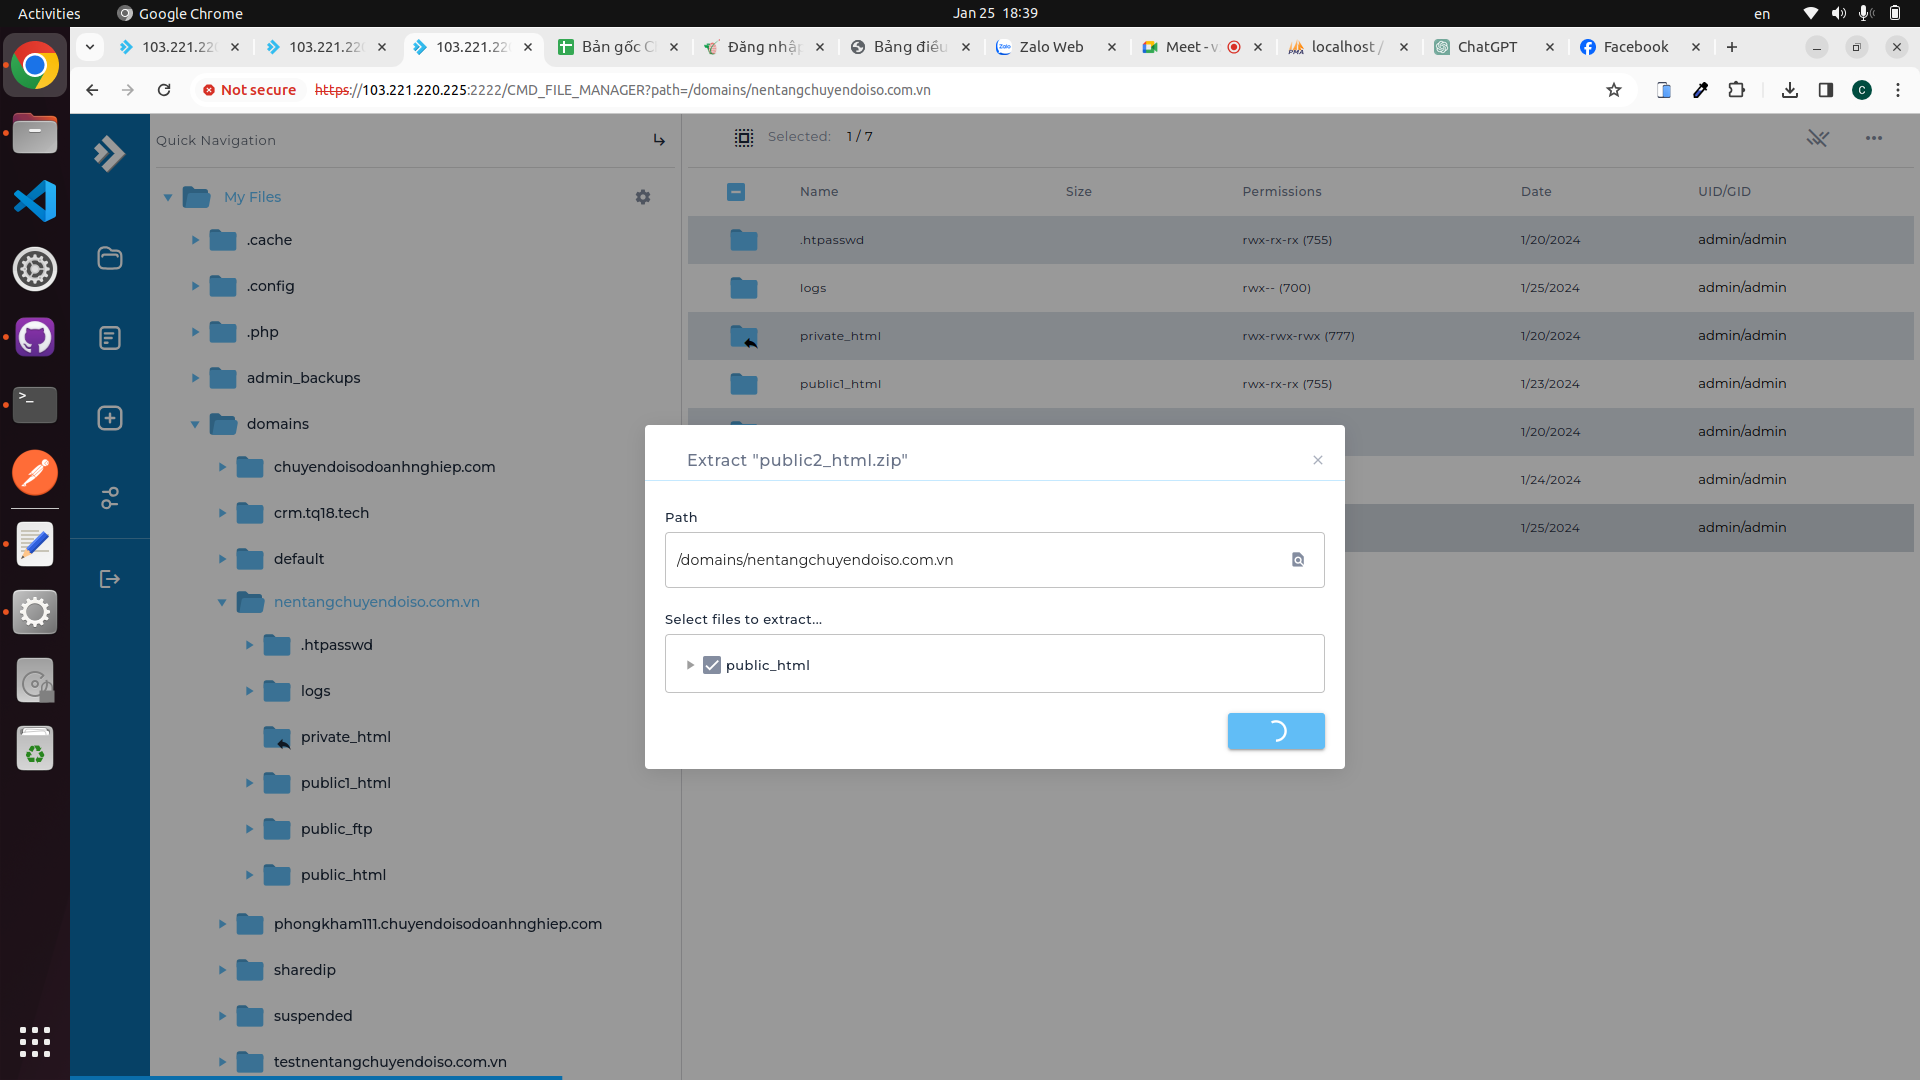 Activities
Google Chrome
Jan 25 18:39
en
103.221.220
103.221.220
103.221.220
Bản gốc C
Đăng nhập
Bảng điều
Zalo Web
Meet - v
localhost /
ChatGPT
Facebook
Not secure
https://103.221.220.225:2222/CMD_FILE_MANAGER?path=/domains/nentangchuyendoiso.com.vn
C
Quick Navigation
My Files
.cache
.config
.php
admin_backups
domains
chuyendoisodoanhnghiep.com
crm.tq18.tech
default
nentangchuyendoiso.com.vn
.htpasswd
logs
private_html
public1_html
public_ftp
public_html
phongkham111.chuyendoisodoanhnghiep.com
sharedip
suspended
testnentangchuyendoiso.com.vn
Selected: 1 / 7
Name Size Permissions Date UID/GID
.htpasswd rwx-rx-rx (755) 1/20/2024 admin/admin
logs rwx-- (700) 1/25/2024 admin/admin
private_html rwx-rwx-rwx (777) 1/20/2024 admin/admin
public1_html rwx-rx-rx (755) 1/23/2024 admin/admin
1/20/2024 admin/admin
1/24/2024 admin/admin
1/25/2024 admin/admin
Extract "public2_html.zip"
Path
/domains/nentangchuyendoiso.com.vn
Select files to extract...
public_html